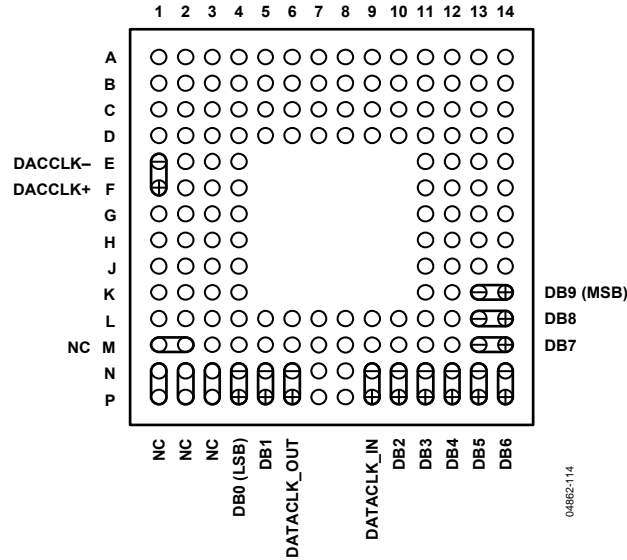 1 2 3 4 5 6 7 8 9 10 11 12 13 14
A
B
C
D
DACCLK– E
DACCLK+ F
G
H
J
K DB9 (MSB)
L DB8
NC M DB7
N
P
NC
NC
NC
DB0 (LSB)
DB1
DATACLK_OUT
DATACLK_IN
DB2
DB3
DB4
DB5
DB6
04862-114